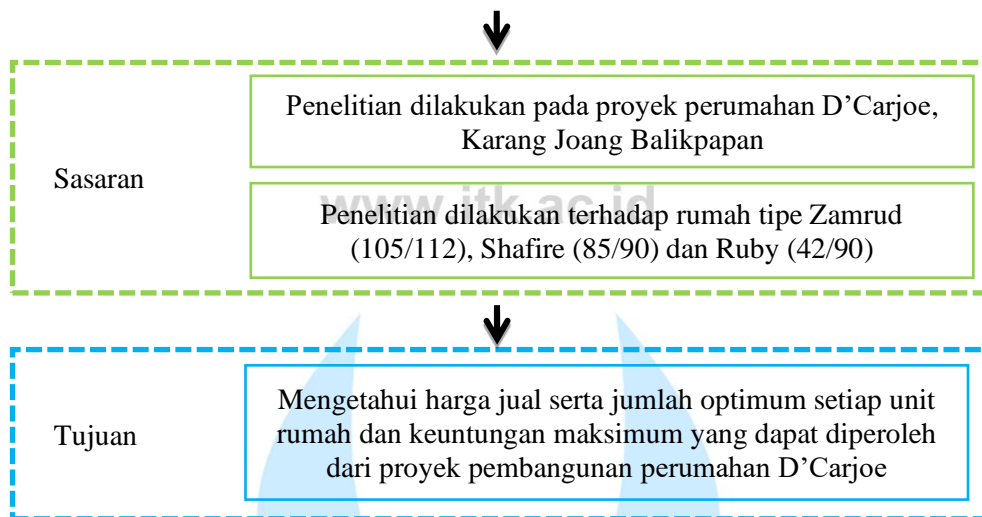 Sasaran
Penelitian dilakukan pada proyek perumahan D’Carjoe,
Karang Joang Balikpapan
www.itk.ac.id
Penelitian dilakukan terhadap rumah tipe Zamrud
(105/112), Shafire (85/90) dan Ruby (42/90)
Tujuan
Mengetahui harga jual serta jumlah optimum setiap unit
rumah dan keuntungan maksimum yang dapat diperoleh
dari proyek pembangunan perumahan D’Carjoe